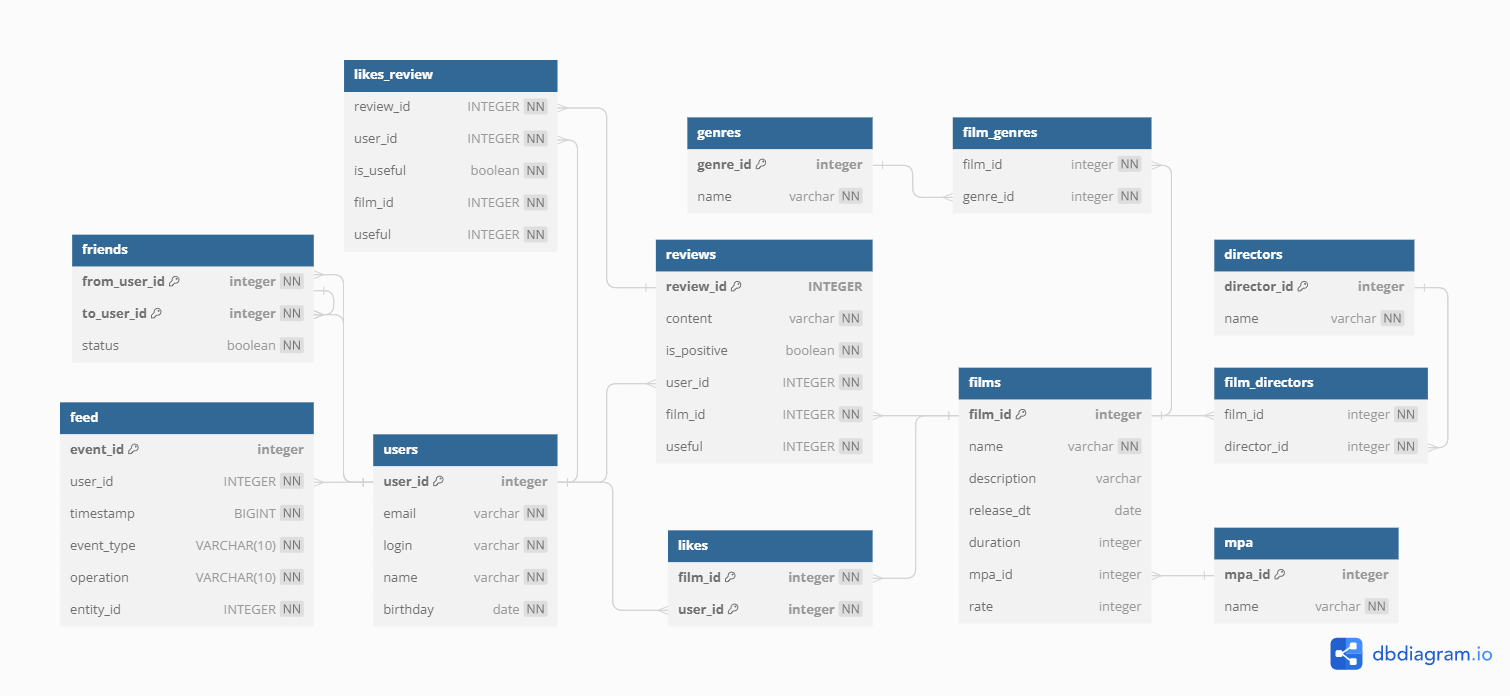 likes_review
review_id INTEGER NN
user_id INTEGER NN
is_useful boolean NN
film_id INTEGER NN
useful INTEGER NN
genres
genre_id integer
name varchar NN
film_genres
film_id integer NN
genre_id integer NN
friends
from_user_id integer NN
to_user_id integer NN
status boolean NN
reviews
review_id INTEGER
content varchar NN
is_positive boolean NN
user_id INTEGER NN
film_id INTEGER NN
useful INTEGER NN
directors
director_id integer
name varchar NN
feed
event_id integer
user_id INTEGER NN
timestamp BIGINT NN
event_type VARCHAR(10) NN
operation VARCHAR(10) NN
entity_id INTEGER NN
users
user_id integer
email varchar NN
login varchar NN
name varchar NN
birthday date NN
films
film_id integer
name varchar NN
description varchar
release_dt date
duration integer
mpa_id integer
rate integer
film_directors
film_id integer NN
director_id integer NN
likes
film_id integer NN
user_id integer NN
mpa
mpa_id integer
name varchar NN
dbdiagram.io